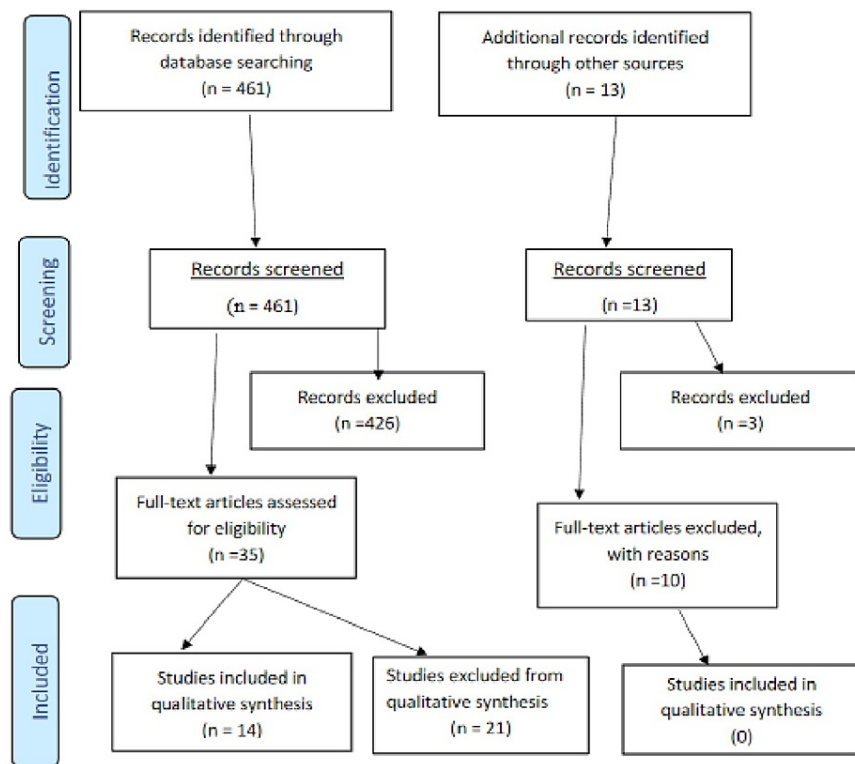 Identification
Records identified through
database searching
(n = 461)
Additional records identified
through other sources
(n = 13)
Screening
Records screened
(n = 461)
Records screened
(n =13)
Records excluded
(n =426)
Records excluded
(n =3)
Eligibility
Full-text articles assessed
for eligibility
(n =35)
Full-text articles excluded,
with reasons
(n =10)
Included
Studies included in
qualitative synthesis
(n = 14)
Studies excluded from
qualitative synthesis
(n = 21)
Studies included in
qualitative synthesis
(0)